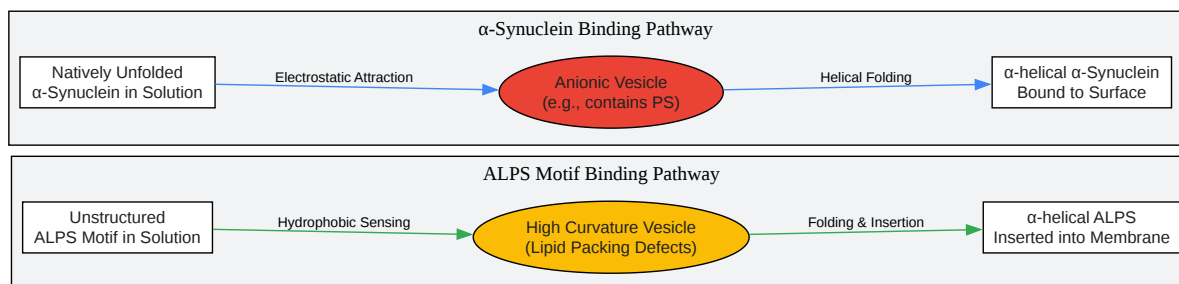 α-Synuclein Binding Pathway
Natively Unfolded
α-Synuclein in Solution
Electrostatic Attraction
Anionic Vesicle
(e.g., contains PS)
Helical Folding
α-helical α-Synuclein
Bound to Surface
ALPS Motif Binding Pathway
Unstructured
ALPS Motif in Solution
Hydrophobic Sensing
High Curvature Vesicle
(Lipid Packing Defects)
Folding & Insertion
α-helical ALPS
Inserted into Membrane